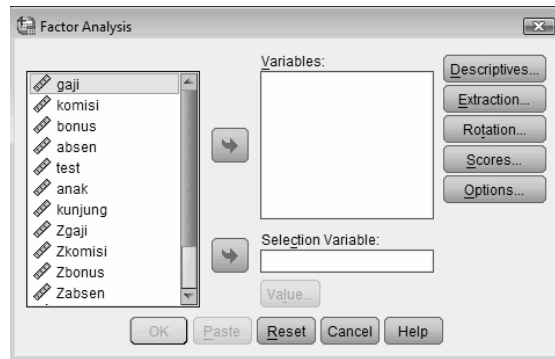 Factor Analysis
gaji
komisi
bonus
absen
test
anak
kunjung
Zgaji
Zkomisi
Zbonus
Zabsen
Variables:
Selection Variable:
Value...
Descriptives...
Extraction...
Rotation...
Scores...
Options...
OK
Paste
Reset
Cancel
Help